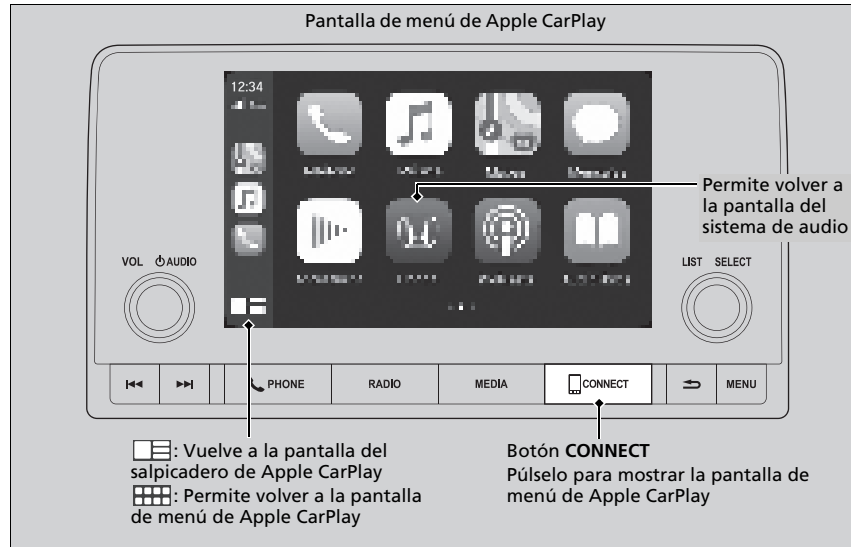 Pantalla de menú de Apple CarPlay
12:34
Permite volver a
la pantalla del
sistema de audio
VOL AUDIO
LIST SELECT
PHONE
RADIO
MEDIA
CONNECT
MENU
: Vuelve a la pantalla del
salpicadero de Apple CarPlay
: Permite volver a la pantalla
de menú de Apple CarPlay
Botón CONNECT
Púlselo para mostrar la pantalla de
menú de Apple CarPlay